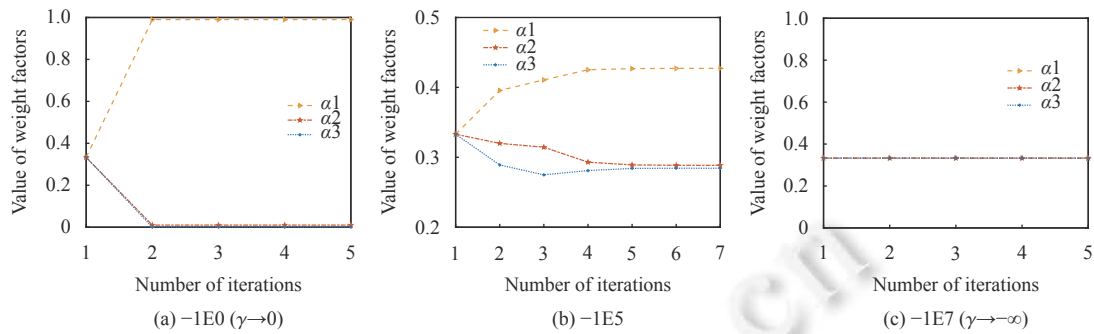 1.0
0.8
0.6
0.4
0.2
0
Value of weight factors
α1
α2
α3
1 2 3 4 5
Number of iterations
(a) −1E0 (γ→0)
0.5
0.4
0.3
0.2
Value of weight factors
α1
α2
α3
1 2 3 4 5 6 7
Number of iterations
(b) −1E5
1.0
0.8
0.6
0.4
0.2
0
Value of weight factors
α1
α2
α3
1 2 3 4 5
Number of iterations
(c) −1E7 (γ→−∞)
cn